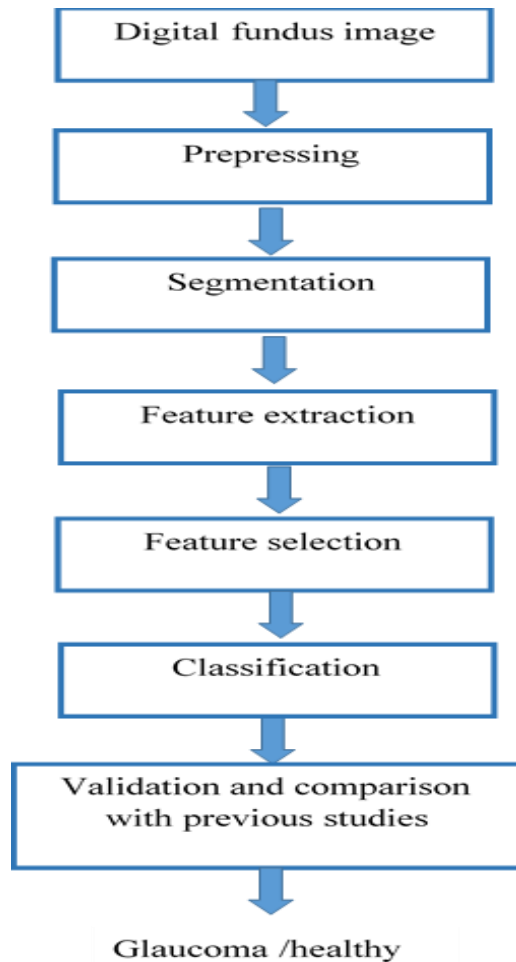 Digital fundus image
Prepressing
Segmentation
Feature extraction
Feature selection
Classification
Validation and comparison
with previous studies
Glaucoma /healthy